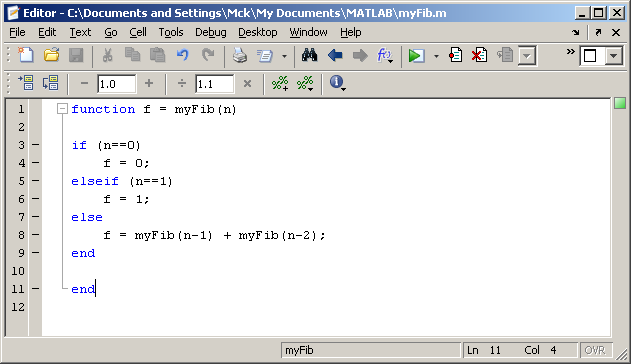 Editor - C:\Documents and Settings\Mck\My Documents\MATLAB\myFib.m
File Edit Text Go Cell Tools Debug Desktop Window Help
− 1.0 + ÷ 1.1 × %%+ %%
1 function f = myFib(n)
2
3 − if (n==0)
4 − f = 0;
5 − elseif (n==1)
6 − f = 1;
7 − else
8 − f = myFib(n-1) + myFib(n-2);
9 − end
10
11 − end
12
myFib Ln 11 Col 4 OVR